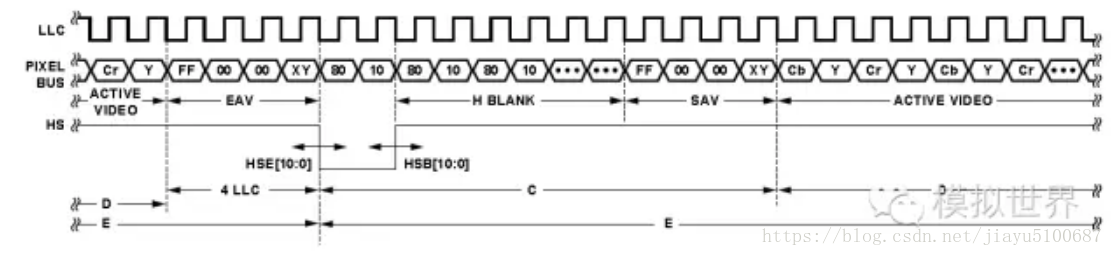 LLC
PIXEL BUS Cr Y FF 00 00 XY 80 10 80 10 80 10 ••• ••• FF 00 00 XY Cb Y Cr Y Cb Y Cr •••
ACTIVE VIDEO EAV H BLANK SAV ACTIVE VIDEO
HS
HSE[10:0] HSB[10:0]
4 LLC C D
D
E E
模拟世界
https://blog.csdn.net/jiayu5100687